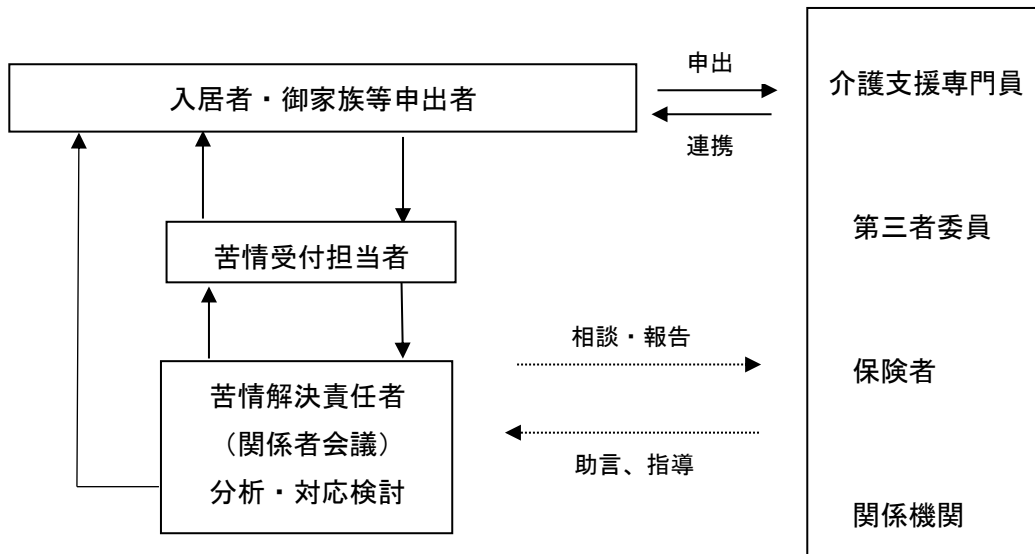 申出
入居者・御家族等申出者
連携
苦情受付担当者
相談・報告
苦情解決責任者
（関係者会議）
分析・対応検討
助言、指導
介護支援専門員
第三者委員
保険者
関係機関